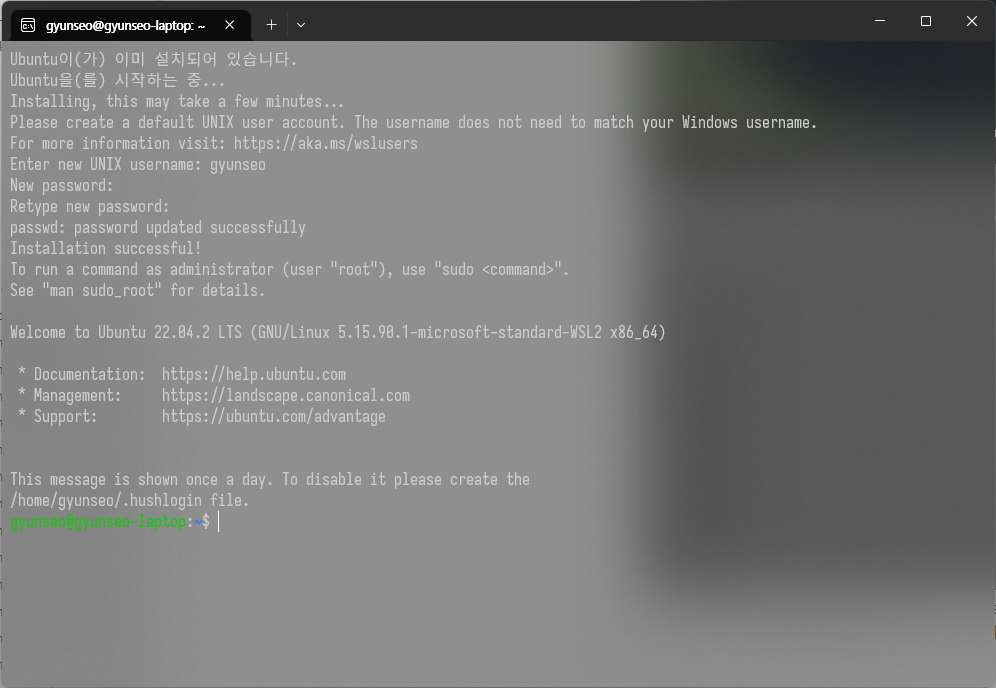 gyunseo@gyunseo-laptop: ~
Ubuntu이(가) 이미 설치되어 있습니다.
Ubuntu을(를) 시작하는 중...
Installing, this may take a few minutes...
Please create a default UNIX user account. The username does not need to match your Windows username.
For more information visit: https://aka.ms/wslusers
Enter new UNIX username: gyunseo
New password:
Retype new password:
passwd: password updated successfully
Installation successful!
To run a command as administrator (user "root"), use "sudo <command>".
See "man sudo_root" for details.
Welcome to Ubuntu 22.04.2 LTS (GNU/Linux 5.15.90.1-microsoft-standard-WSL2 x86_64)
* Documentation: https://help.ubuntu.com
* Management: https://landscape.canonical.com
* Support: https://ubuntu.com/advantage
This message is shown once a day. To disable it please create the
/home/gyunseo/.hushlogin file.
gyunseo@gyunseo-laptop:~$